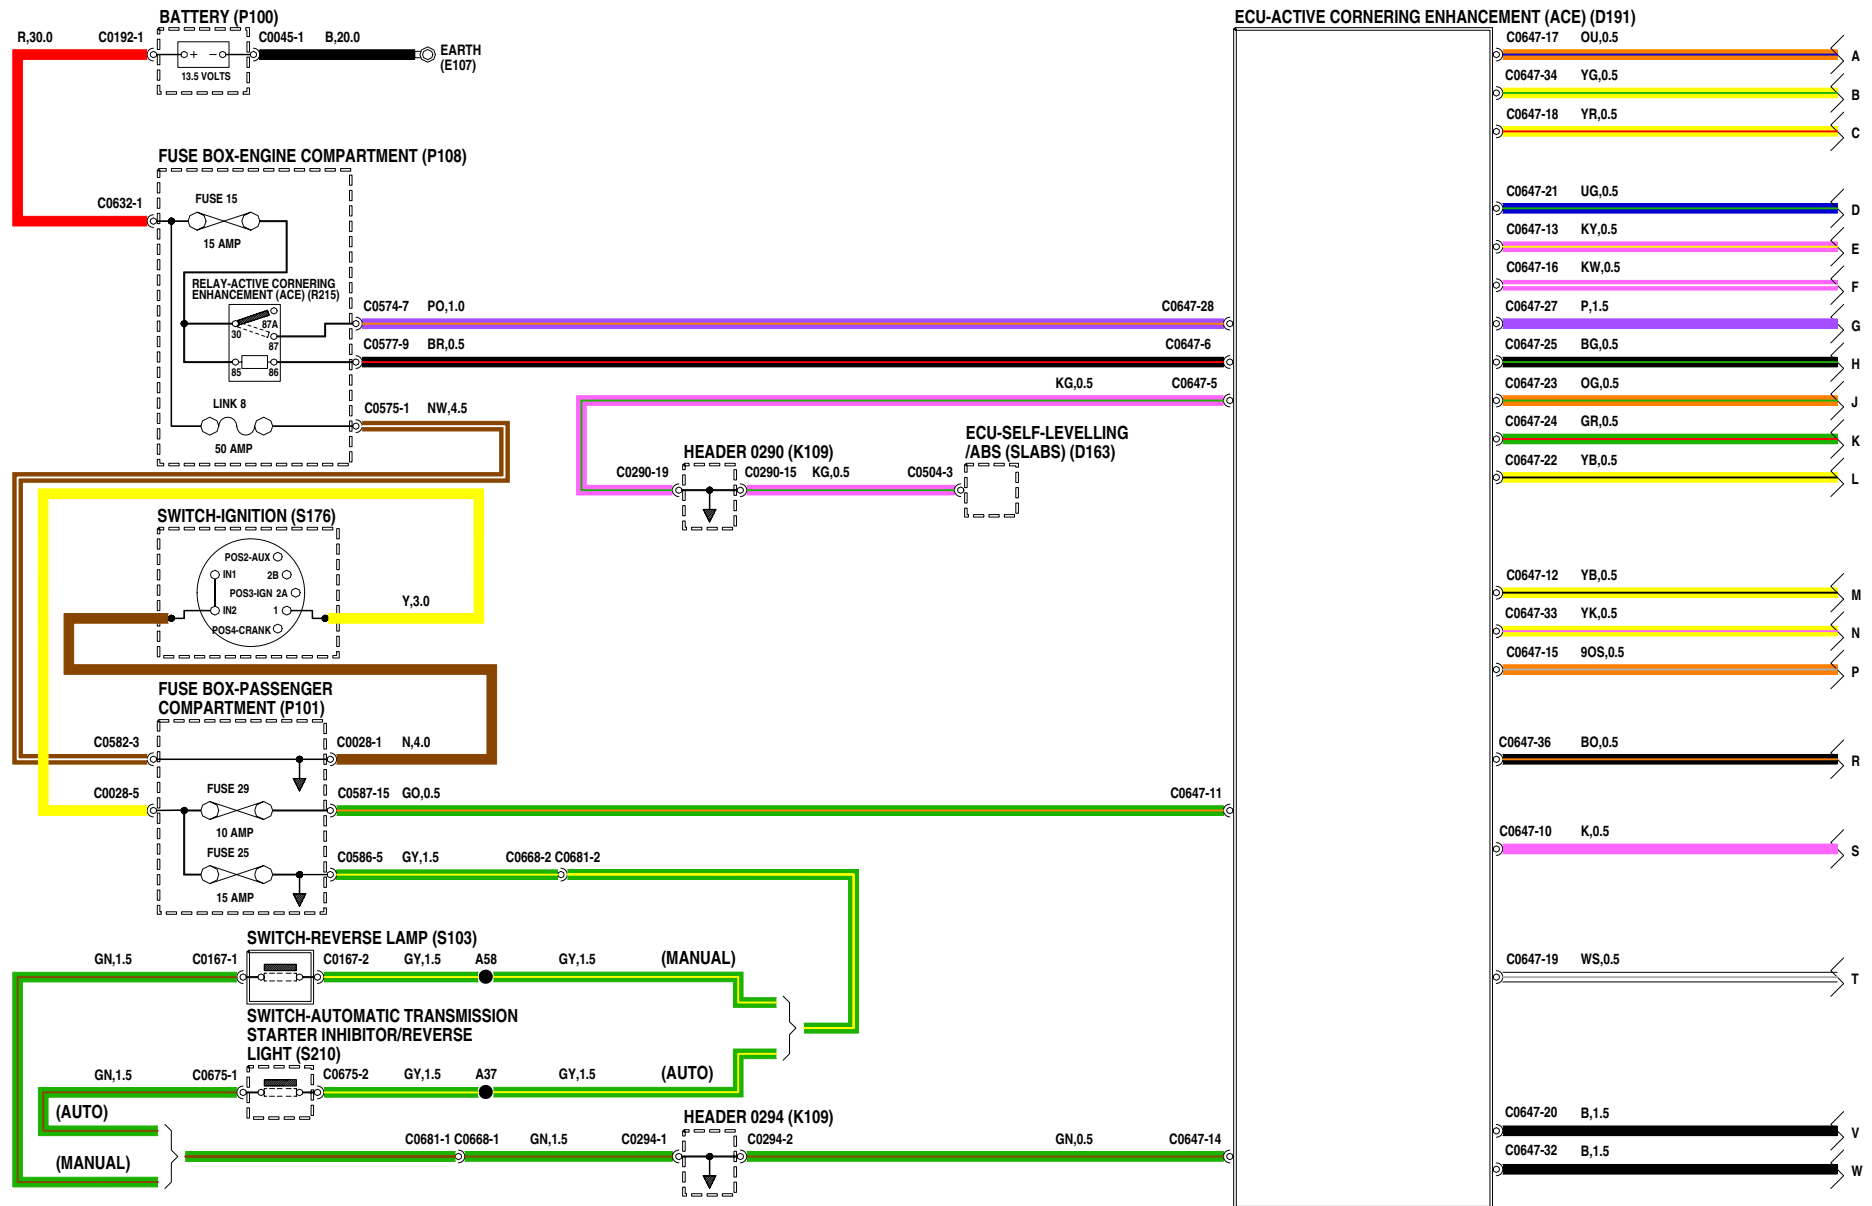 BATTERY (P100)
R,30.0 C0192-1 C0045-1 B,20.0
+ -
13.5 VOLTS
EARTH
(E107)
FUSE BOX-ENGINE COMPARTMENT (P108)
C0632-1
FUSE 15
15 AMP
RELAY-ACTIVE CORNERING
ENHANCEMENT (ACE) (R215)
87A
30
87
85 86
LINK 8
50 AMP
C0574-7 PO,1.0 C0647-28
C0577-9 BR,0.5 C0647-6
KG,0.5 C0647-5
C0575-1 NW,4.5
HEADER 0290 (K109)
C0290-19 C0290-15 KG,0.5 C0504-3
ECU-SELF-LEVELLING
/ABS (SLABS) (D163)
SWITCH-IGNITION (S176)
POS2-AUX
IN1 2B
POS3-IGN 2A
IN2 1
POS4-CRANK
Y,3.0
FUSE BOX-PASSENGER
COMPARTMENT (P101)
C0582-3 C0028-1 N,4.0
C0028-5
FUSE 29
10 AMP
C0587-15 GO,0.5 C0647-11
FUSE 25
15 AMP
C0586-5 GY,1.5 C0668-2 C0681-2
SWITCH-REVERSE LAMP (S103)
GN,1.5 C0167-1 C0167-2 GY,1.5 A58 GY,1.5 (MANUAL)
SWITCH-AUTOMATIC TRANSMISSION
STARTER INHIBITOR/REVERSE
LIGHT (S210)
GN,1.5 C0675-1 C0675-2 GY,1.5 A37 GY,1.5 (AUTO)
(AUTO)
(MANUAL)
HEADER 0294 (K109)
C0681-1 C0668-1 GN,1.5 C0294-1 C0294-2 GN,0.5 C0647-14
ECU-ACTIVE CORNERING ENHANCEMENT (ACE) (D191)
C0647-17 OU,0.5 A
C0647-34 YG,0.5 B
C0647-18 YR,0.5 C
C0647-21 UG,0.5 D
C0647-13 KY,0.5 E
C0647-16 KW,0.5 F
C0647-27 P,1.5 G
C0647-25 BG,0.5 H
C0647-23 OG,0.5 J
C0647-24 GR,0.5 K
C0647-22 YB,0.5 L
C0647-12 YB,0.5 M
C0647-33 YK,0.5 N
C0647-15 9OS,0.5 P
C0647-36 BO,0.5 R
C0647-10 K,0.5 S
C0647-19 WS,0.5 T
C0647-20 B,1.5 V
C0647-32 B,1.5 W